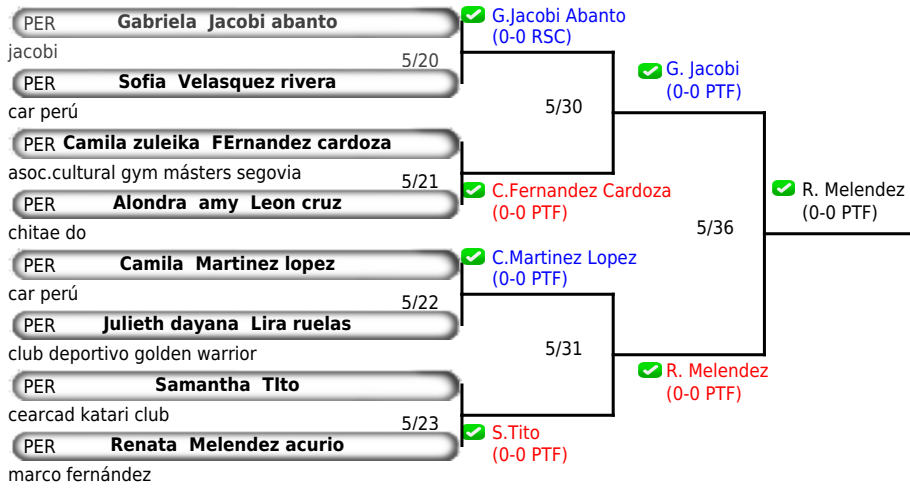 PER Gabriela Jacobi abanto
jacobi
5/20
PER Sofia Velasquez rivera
car perú
PER Camila zuleika FErnandez cardoza
asoc.cultural gym másters segovia
5/21
PER Alondra amy Leon cruz
chitae do
PER Camila Martinez lopez
car perú
5/22
PER Julieth dayana Lira ruelas
club deportivo golden warrior
PER Samantha TIto
cearcad katari club
5/23
PER Renata Melendez acurio
marco fernández
G.Jacobi Abanto
(0-0 RSC)
5/30
C.Fernandez Cardoza
(0-0 PTF)
C.Martinez Lopez
(0-0 PTF)
5/31
S.Tito
(0-0 PTF)
G. Jacobi
(0-0 PTF)
5/36
R. Melendez
(0-0 PTF)
R. Melendez
(0-0 PTF)